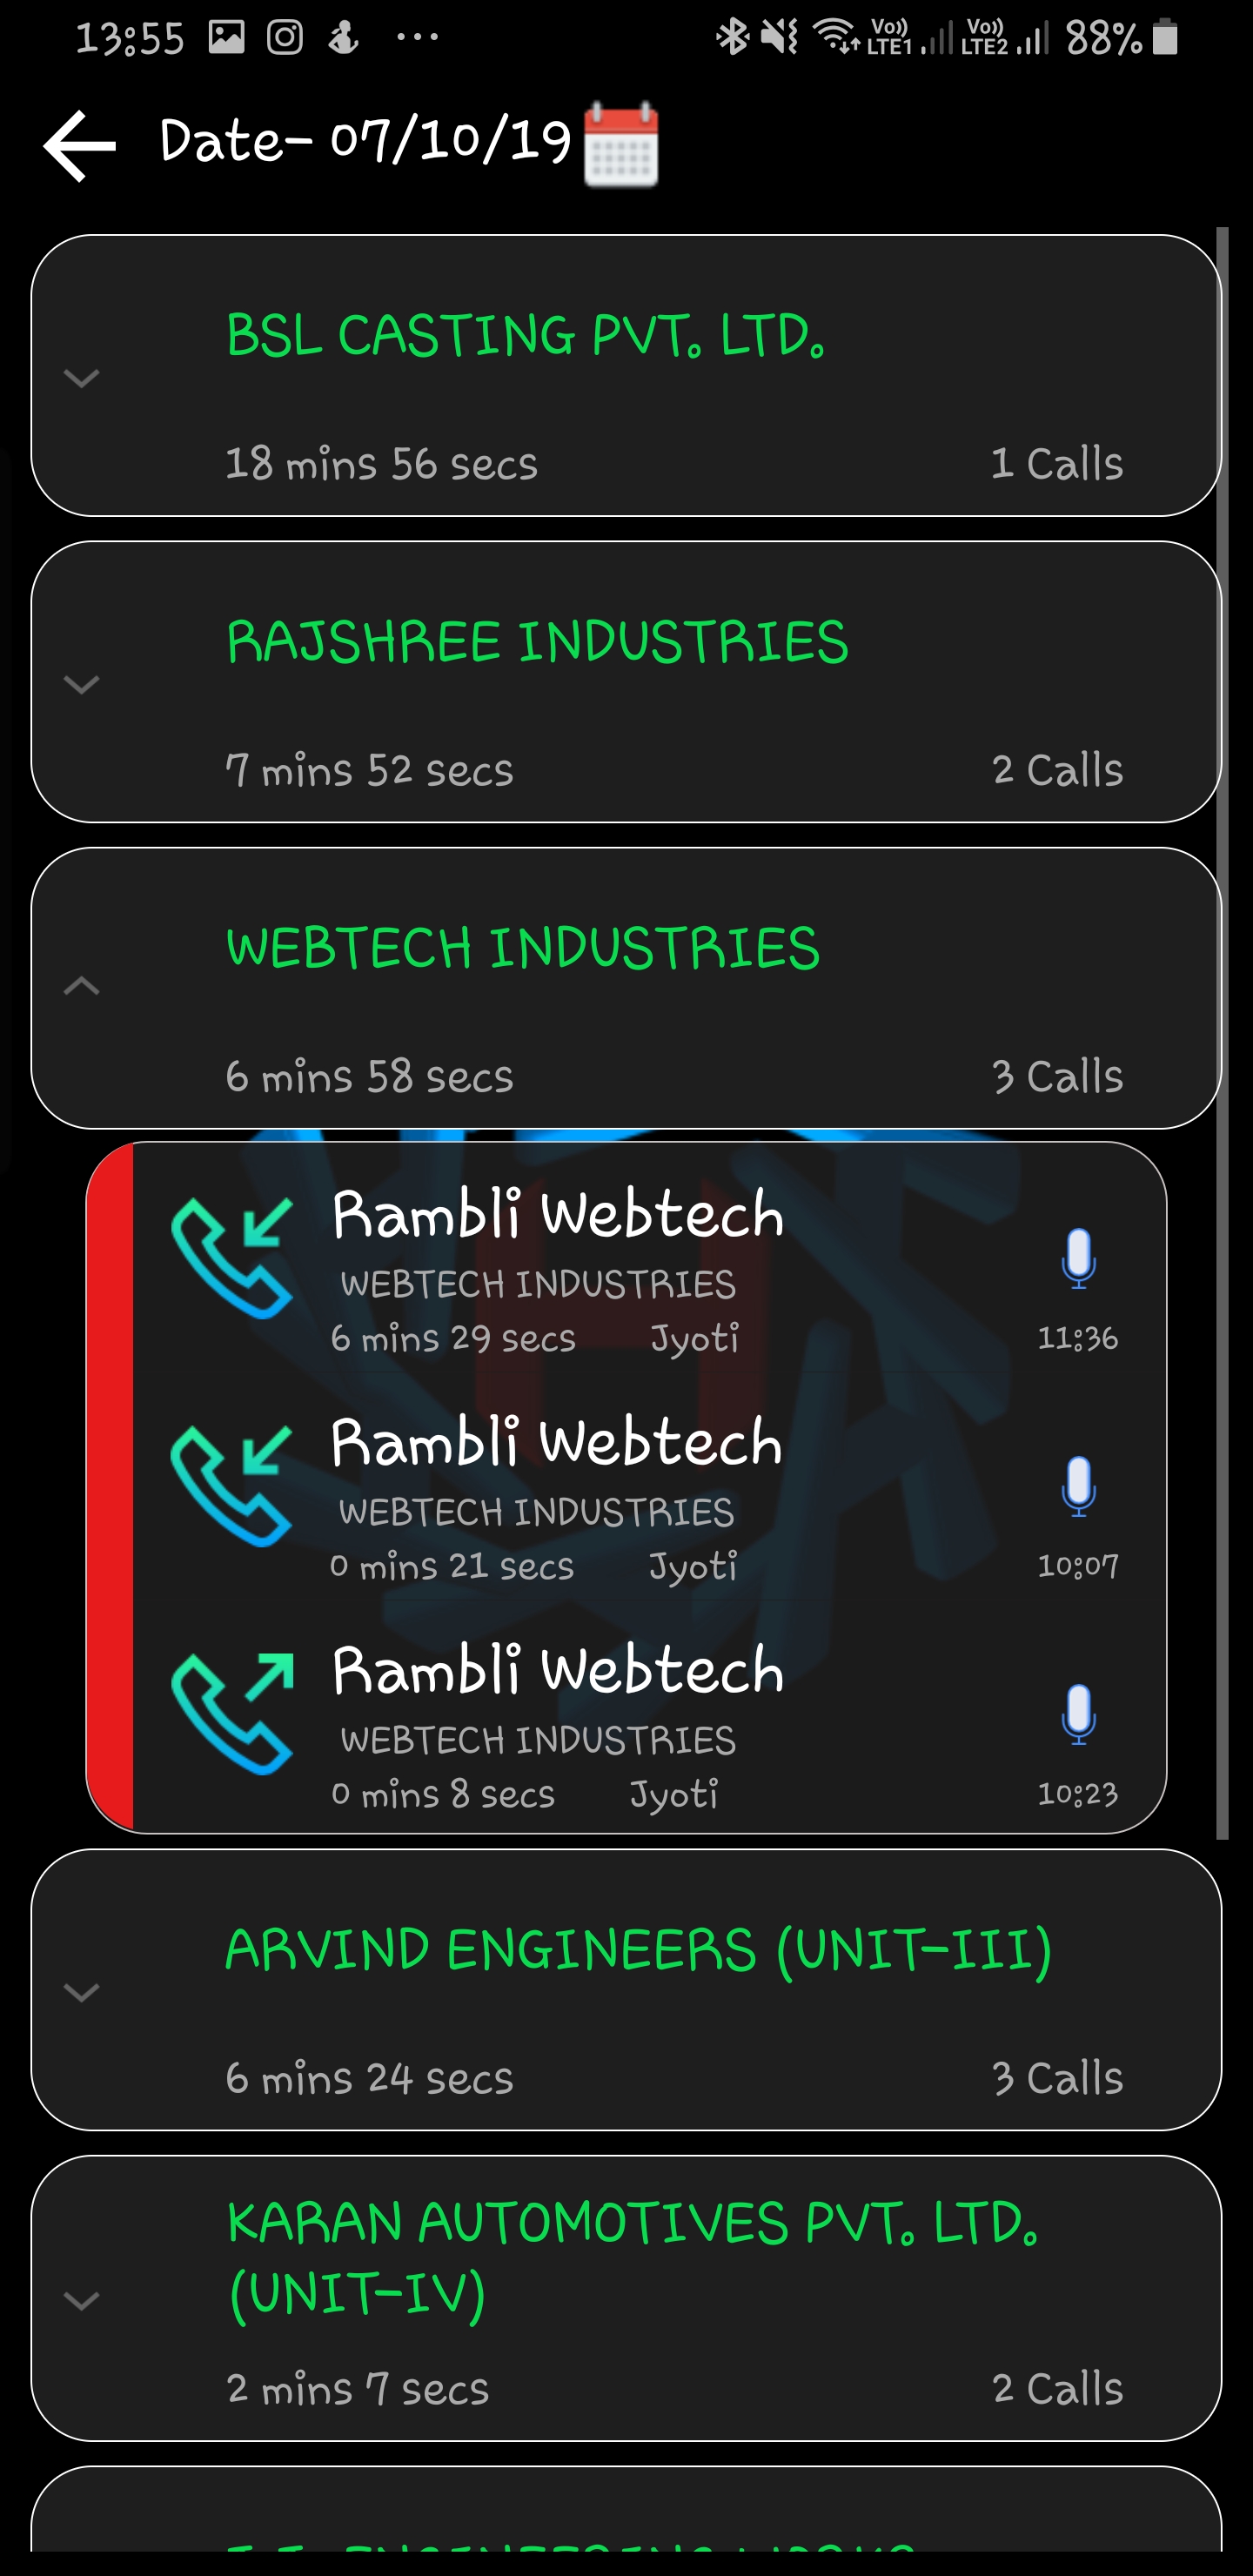 13:55
Vo)) LTE1 Vo)) LTE2 88%
Date- 07/10/19
BSL CASTING PVT. LTD.
18 mins 56 secs 1 Calls
RAJSHREE INDUSTRIES
7 mins 52 secs 2 Calls
WEBTECH INDUSTRIES
6 mins 58 secs 3 Calls
Rambli Webtech
WEBTECH INDUSTRIES
6 mins 29 secs Jyoti 11:36
Rambli Webtech
WEBTECH INDUSTRIES
0 mins 21 secs Jyoti 10:07
Rambli Webtech
WEBTECH INDUSTRIES
0 mins 8 secs Jyoti 10:23
ARVIND ENGINEERS (UNIT-III)
6 mins 24 secs 3 Calls
KARAN AUTOMOTIVES PVT. LTD.
(UNIT-IV)
2 mins 7 secs 2 Calls
ENGINEERING WORKS